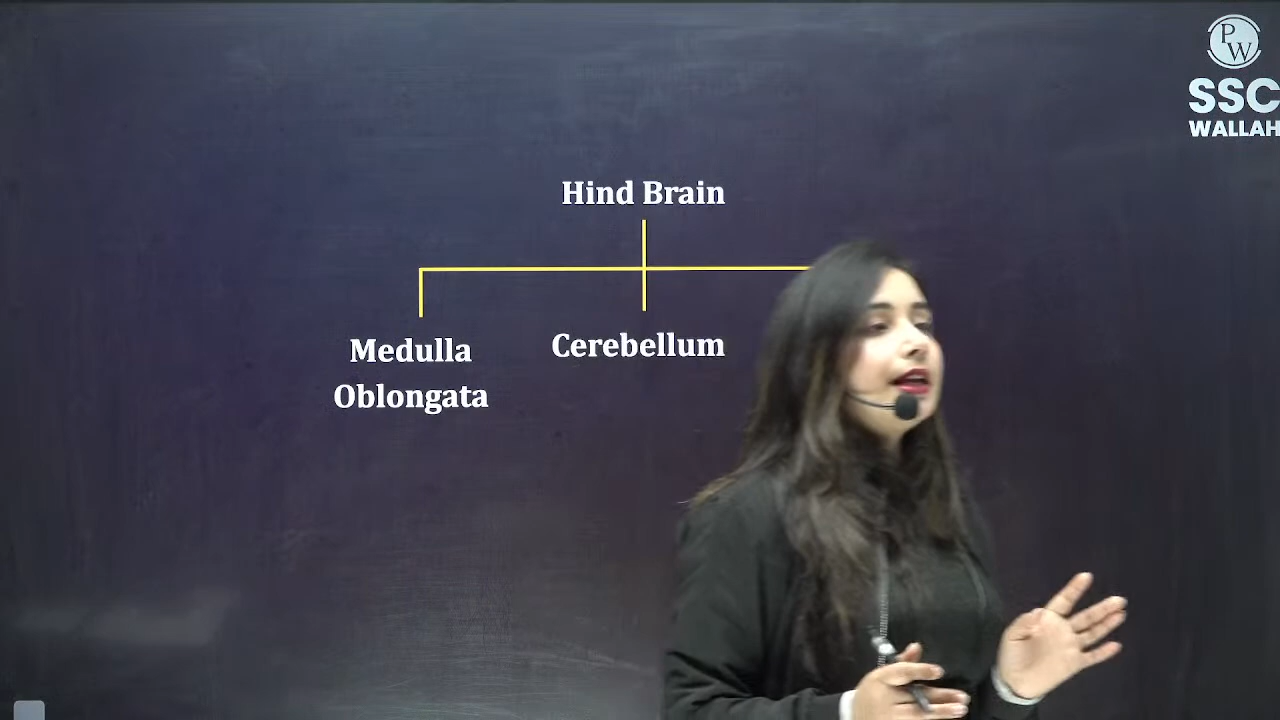 PW
SSC
WALLAH
Hind Brain
Medulla
Oblongata
Cerebellum